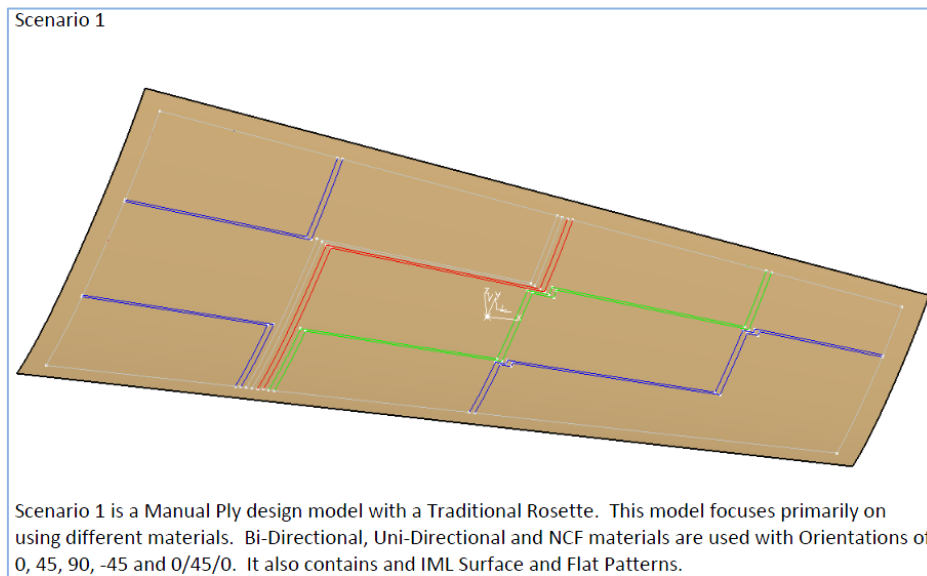 Scenario 1
Scenario 1 is a Manual Ply design model with a Traditional Rosette.  This model focuses primarily on
using different materials.  Bi-Directional, Uni-Directional and NCF materials are used with Orientations of
0, 45, 90, -45 and 0/45/0.  It also contains and IML Surface and Flat Patterns.